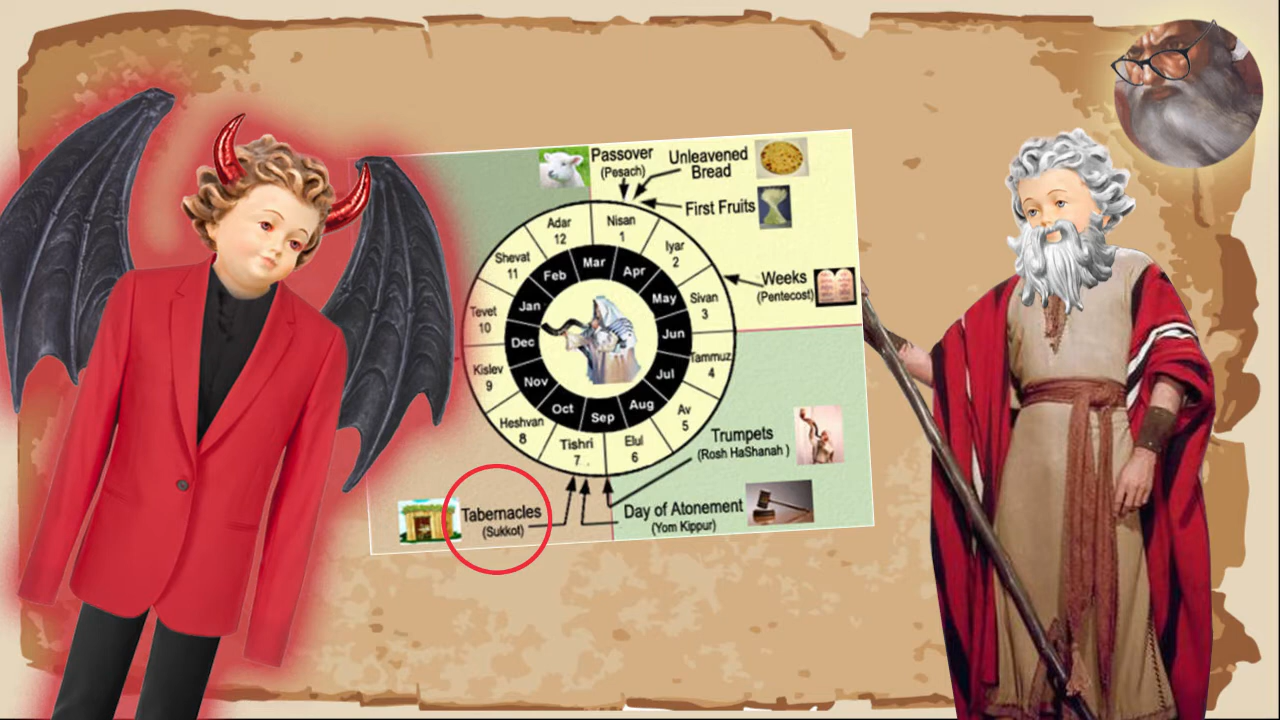 Passover
(Pesach)
Unleavened
Bread
First Fruits
Weeks
(Pentecost)
Nisan
1
Iyar
2
Sivan
3
Tammuz
4
Av
5
Elul
6
Tishri
7
Heshvan
8
Kislev
9
Tevet
10
Shevat
11
Adar
12
Mar
Apr
May
Jun
Jul
Aug
Sep
Oct
Nov
Dec
Jan
Feb
Trumpets
(Rosh HaShanah )
Day of Atonement
(Yom Kippur)
Tabernacles
(Sukkot)